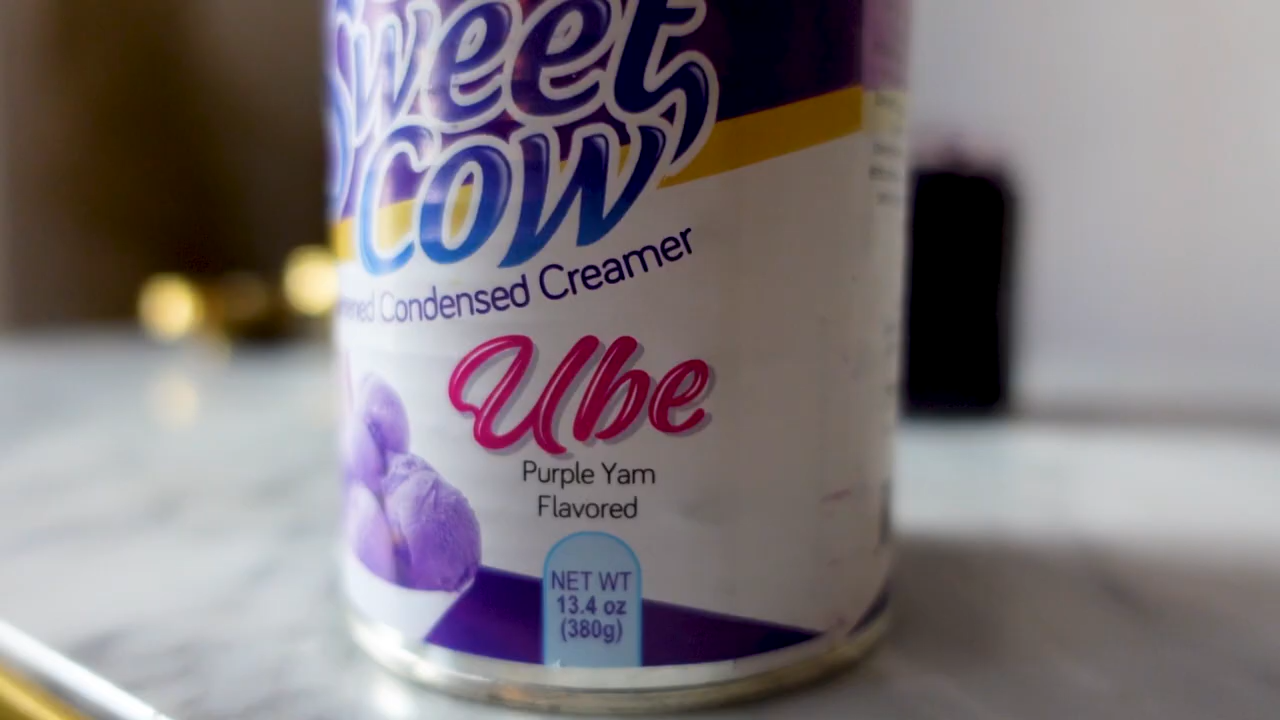 Sweet
Cow
Condensed Creamer
Ube
Purple Yam
Flavored
NET WT
13.4 oz
(380g)